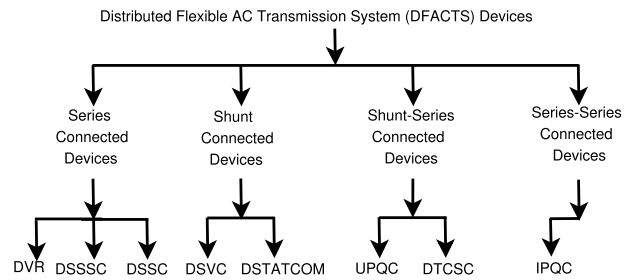 Distributed Flexible AC Transmission System (DFACTS) Devices
Series
Connected
Devices
Shunt
Connected
Devices
Shunt-Series
Connected
Devices
Series-Series
Connected
Devices
DVR
DSSSC
DSSC
DSVC
DSTATCOM
UPQC
DTCSC
IPQC